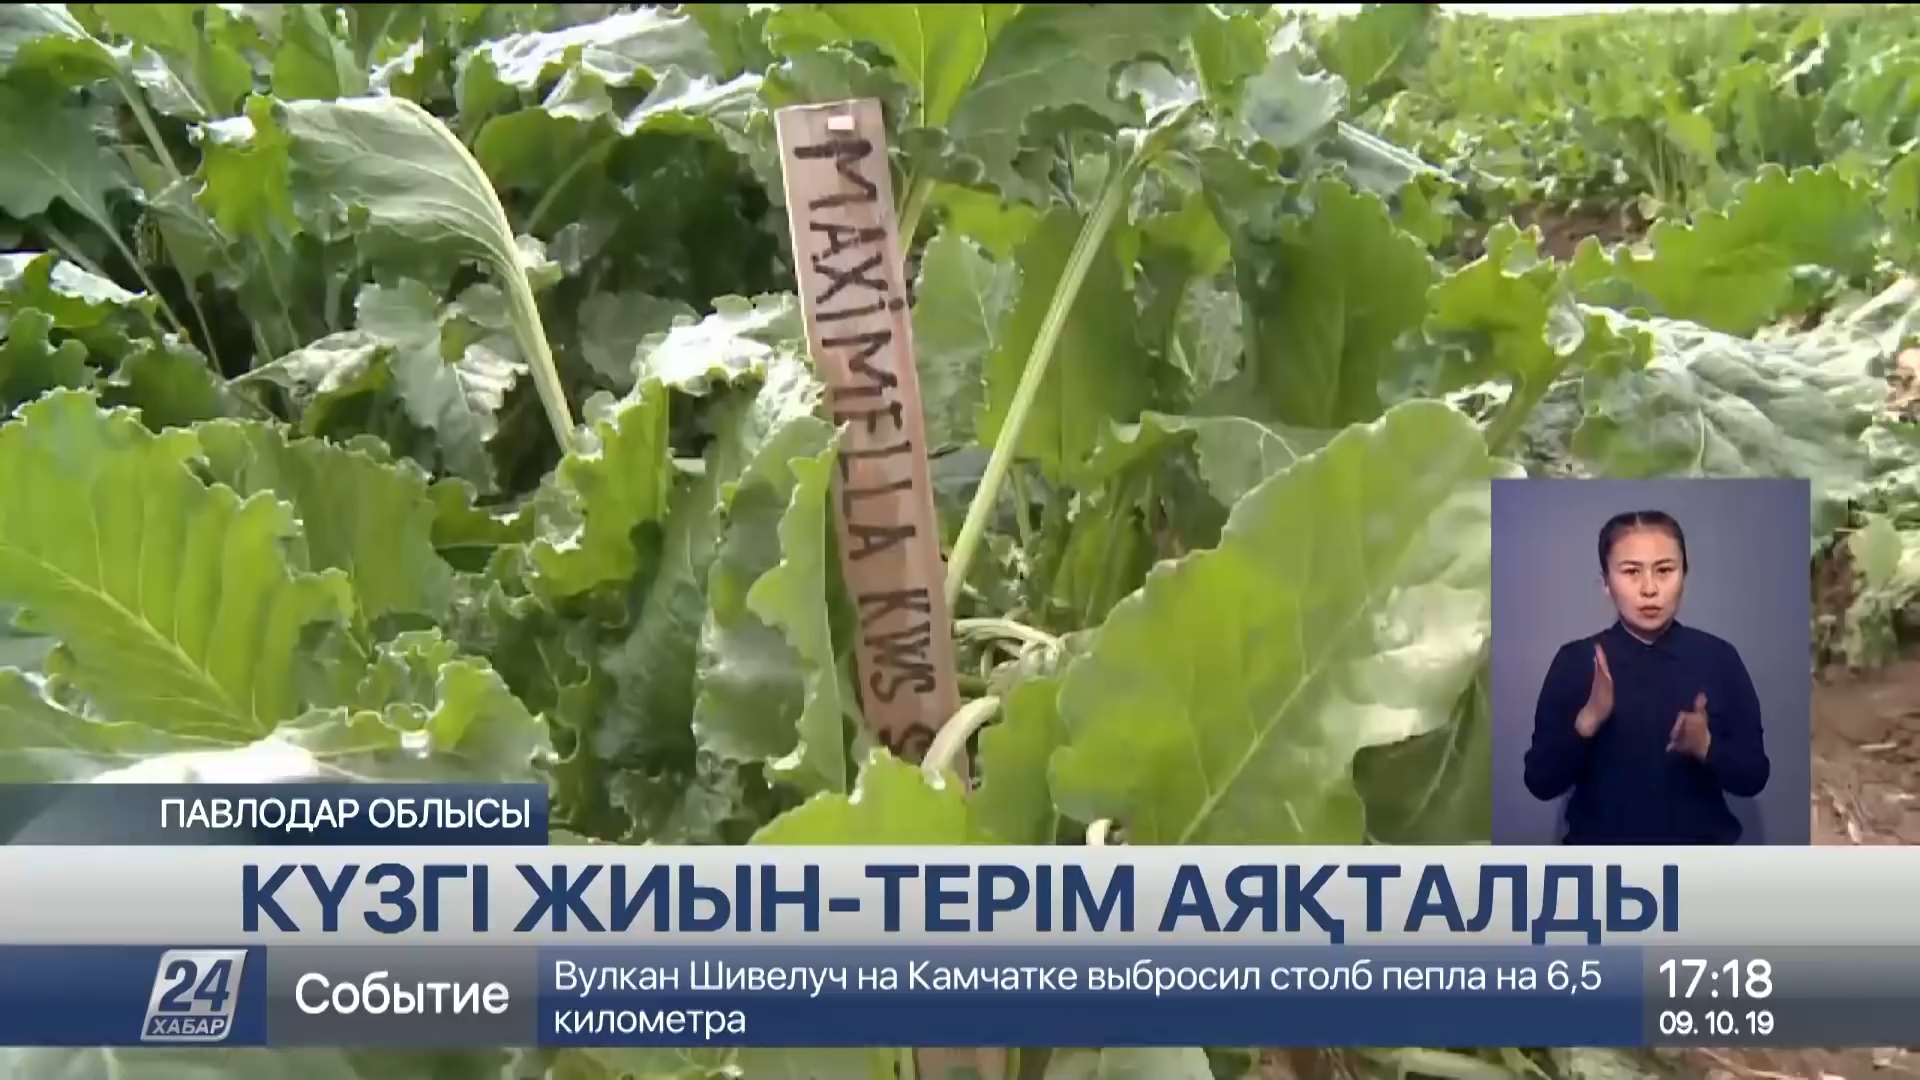 MAXIMELLA KWS S
ПАВЛОДАР ОБЛЫСЫ
КҮЗГІ ЖИЫН-ТЕРІМ АЯҚТАЛДЫ
24
ХАБАР
Событие
Вулкан Шивелуч на Камчатке выбросил столб пепла на 6,5
километра
17:18
09. 10. 19